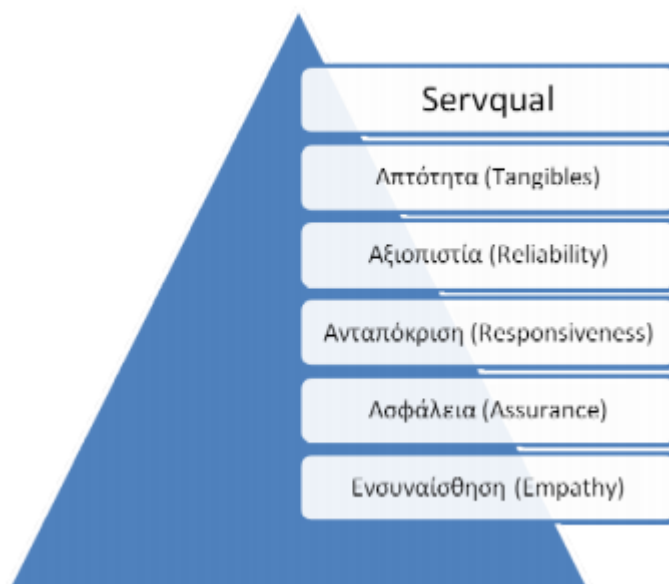 Servqual
Απτότητα (Tangibles)
Αξιοπιστία (Reliability)
Ανταπόκριση (Responsiveness)
Ασφάλεια (Assurance)
Ενσυναίσθηση (Empathy)